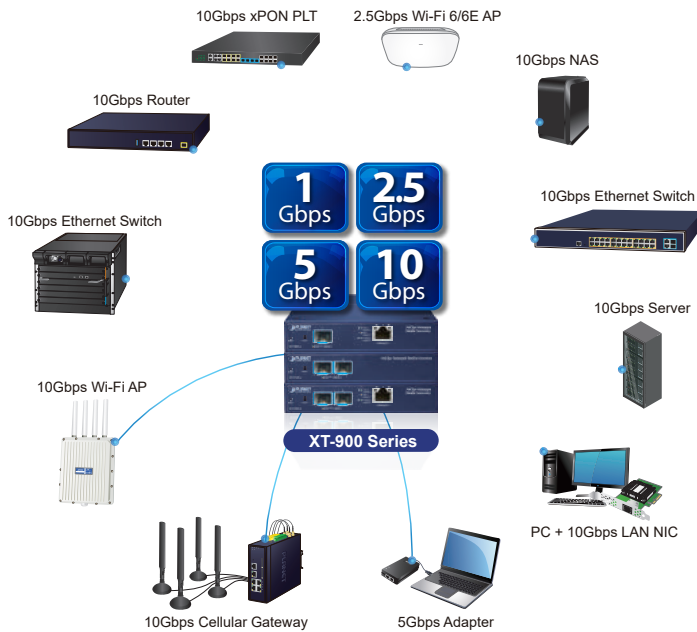 10Gbps xPON PLT
2.5Gbps Wi-Fi 6/6E AP
10Gbps NAS
10Gbps Router
10Gbps Ethernet Switch
10Gbps Ethernet Switch
1
Gbps
2.5
Gbps
5
Gbps
10
Gbps
10Gbps Server
10Gbps Wi-Fi AP
XT-900 Series
PC + 10Gbps LAN NIC
10Gbps Cellular Gateway
5Gbps Adapter